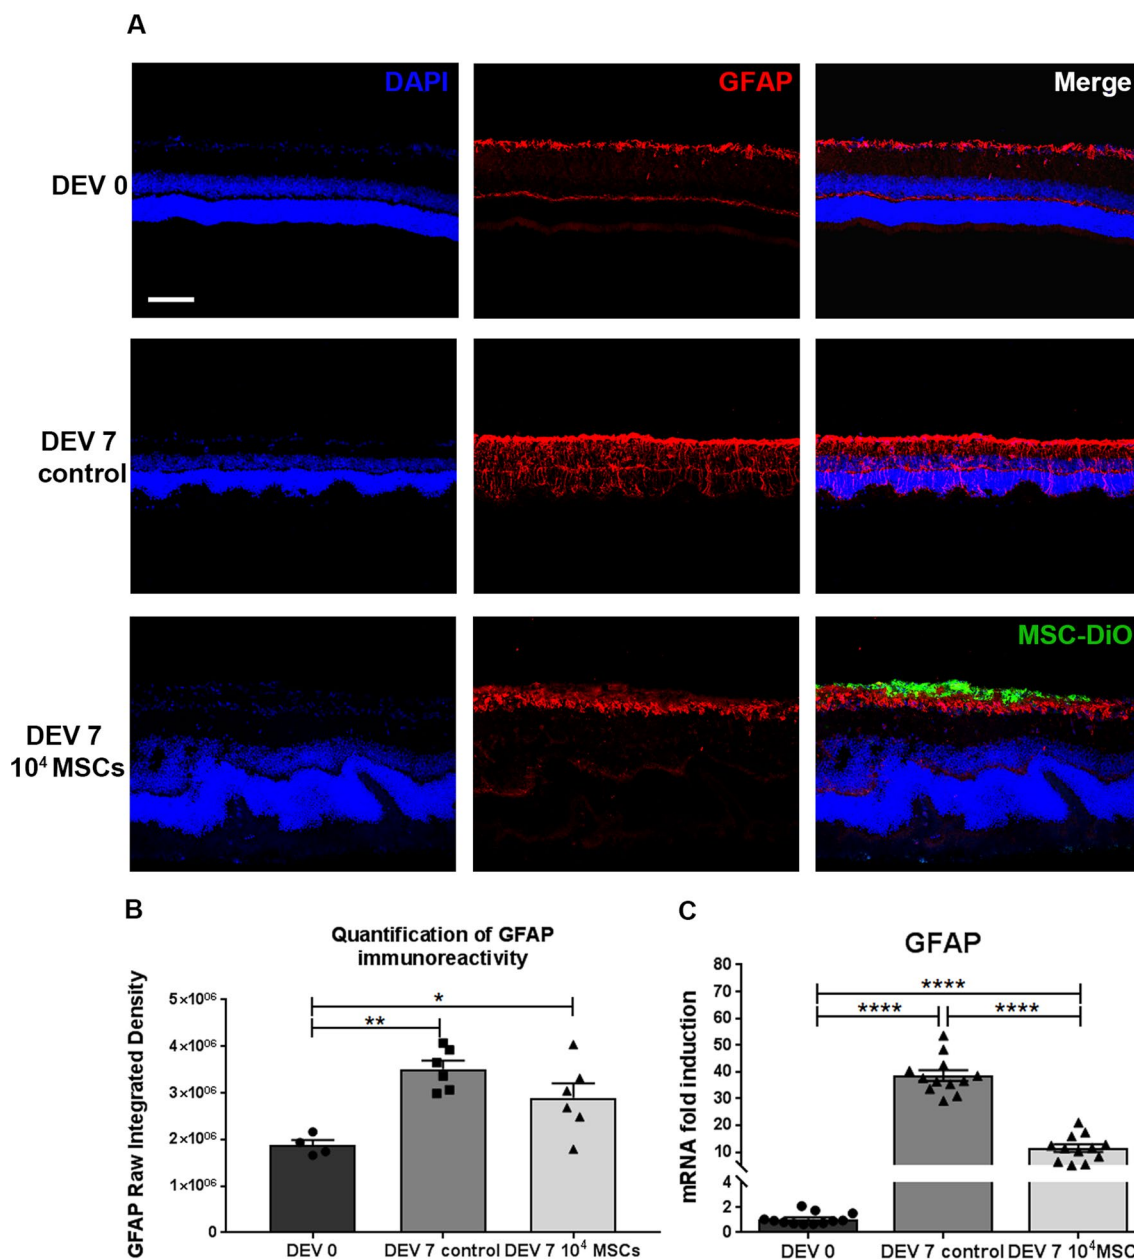 A
DAPI
GFAP
Merge
DEV 0
DEV 7
control
MSC-DiO
DEV 7
10⁴ MSCs
B
Quantification of GFAP
immunoreactivity
GFAP Raw Integrated Density
5×10⁰⁶
4×10⁰⁶
3×10⁰⁶
2×10⁰⁶
1×10⁰⁶
0
*
**
DEV 0
DEV 7 control
DEV 7 10⁴ MSCs
C
GFAP
mRNA fold induction
80
70
60
50
40
30
20
10
4
2
0
****
**** ****
DEV 0
DEV 7 control
DEV 7 10⁴MSC